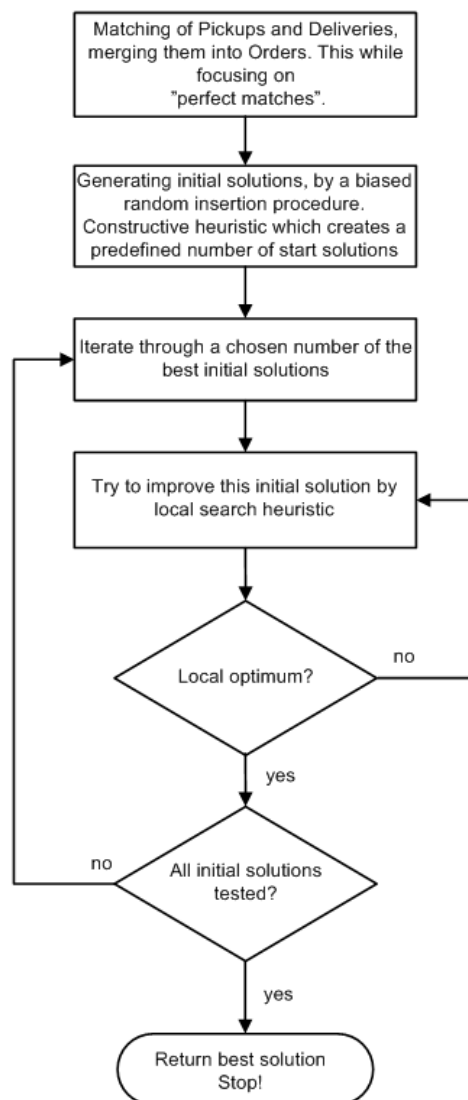 Matching of Pickups and Deliveries,
merging them into Orders. This while
focusing on
”perfect matches”.
Generating initial solutions, by a biased
random insertion procedure.
Constructive heuristic which creates a
predefined number of start solutions
Iterate through a chosen number of the
best initial solutions
Try to improve this initial solution by
local search heuristic
Local optimum?
no
yes
no
All initial solutions
tested?
yes
Return best solution
Stop!